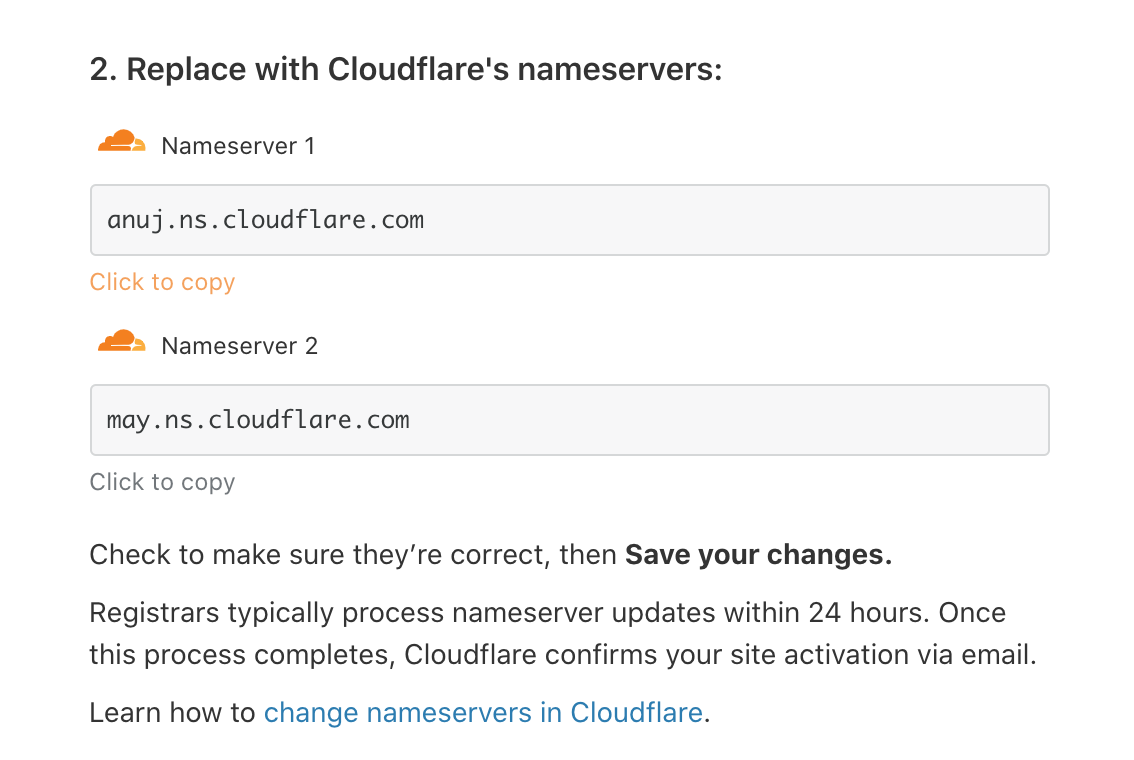 2. Replace with Cloudflare's nameservers:
Nameserver 1
anuj.ns.cloudflare.com
Click to copy
Nameserver 2
may.ns.cloudflare.com
Click to copy
Check to make sure they’re correct, then Save your changes.
Registrars typically process nameserver updates within 24 hours. Once
this process completes, Cloudflare confirms your site activation via email.
Learn how to change nameservers in Cloudflare.